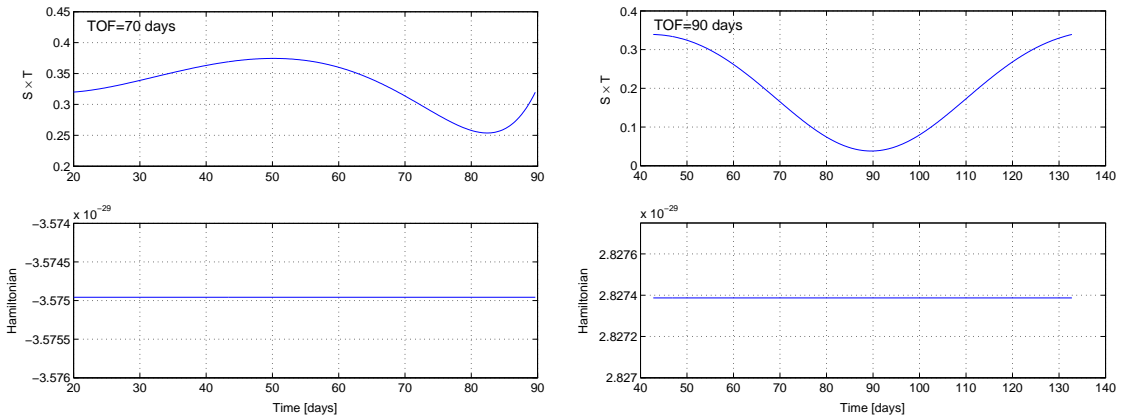 TOF=70 days
S × T
0.45
0.4
0.35
0.3
0.25
0.2
20 30 40 50 60 70 80 90
TOF=90 days
S × T
0.4
0.3
0.2
0.1
0
40 50 60 70 80 90 100 110 120 130 140
x 10^−29
Hamiltonian
−3.574
−3.5745
−3.575
−3.5755
−3.576
20 30 40 50 60 70 80 90
Time [days]
x 10^−29
Hamiltonian
2.8276
2.8274
2.8272
2.827
40 50 60 70 80 90 100 110 120 130 140
Time [days]